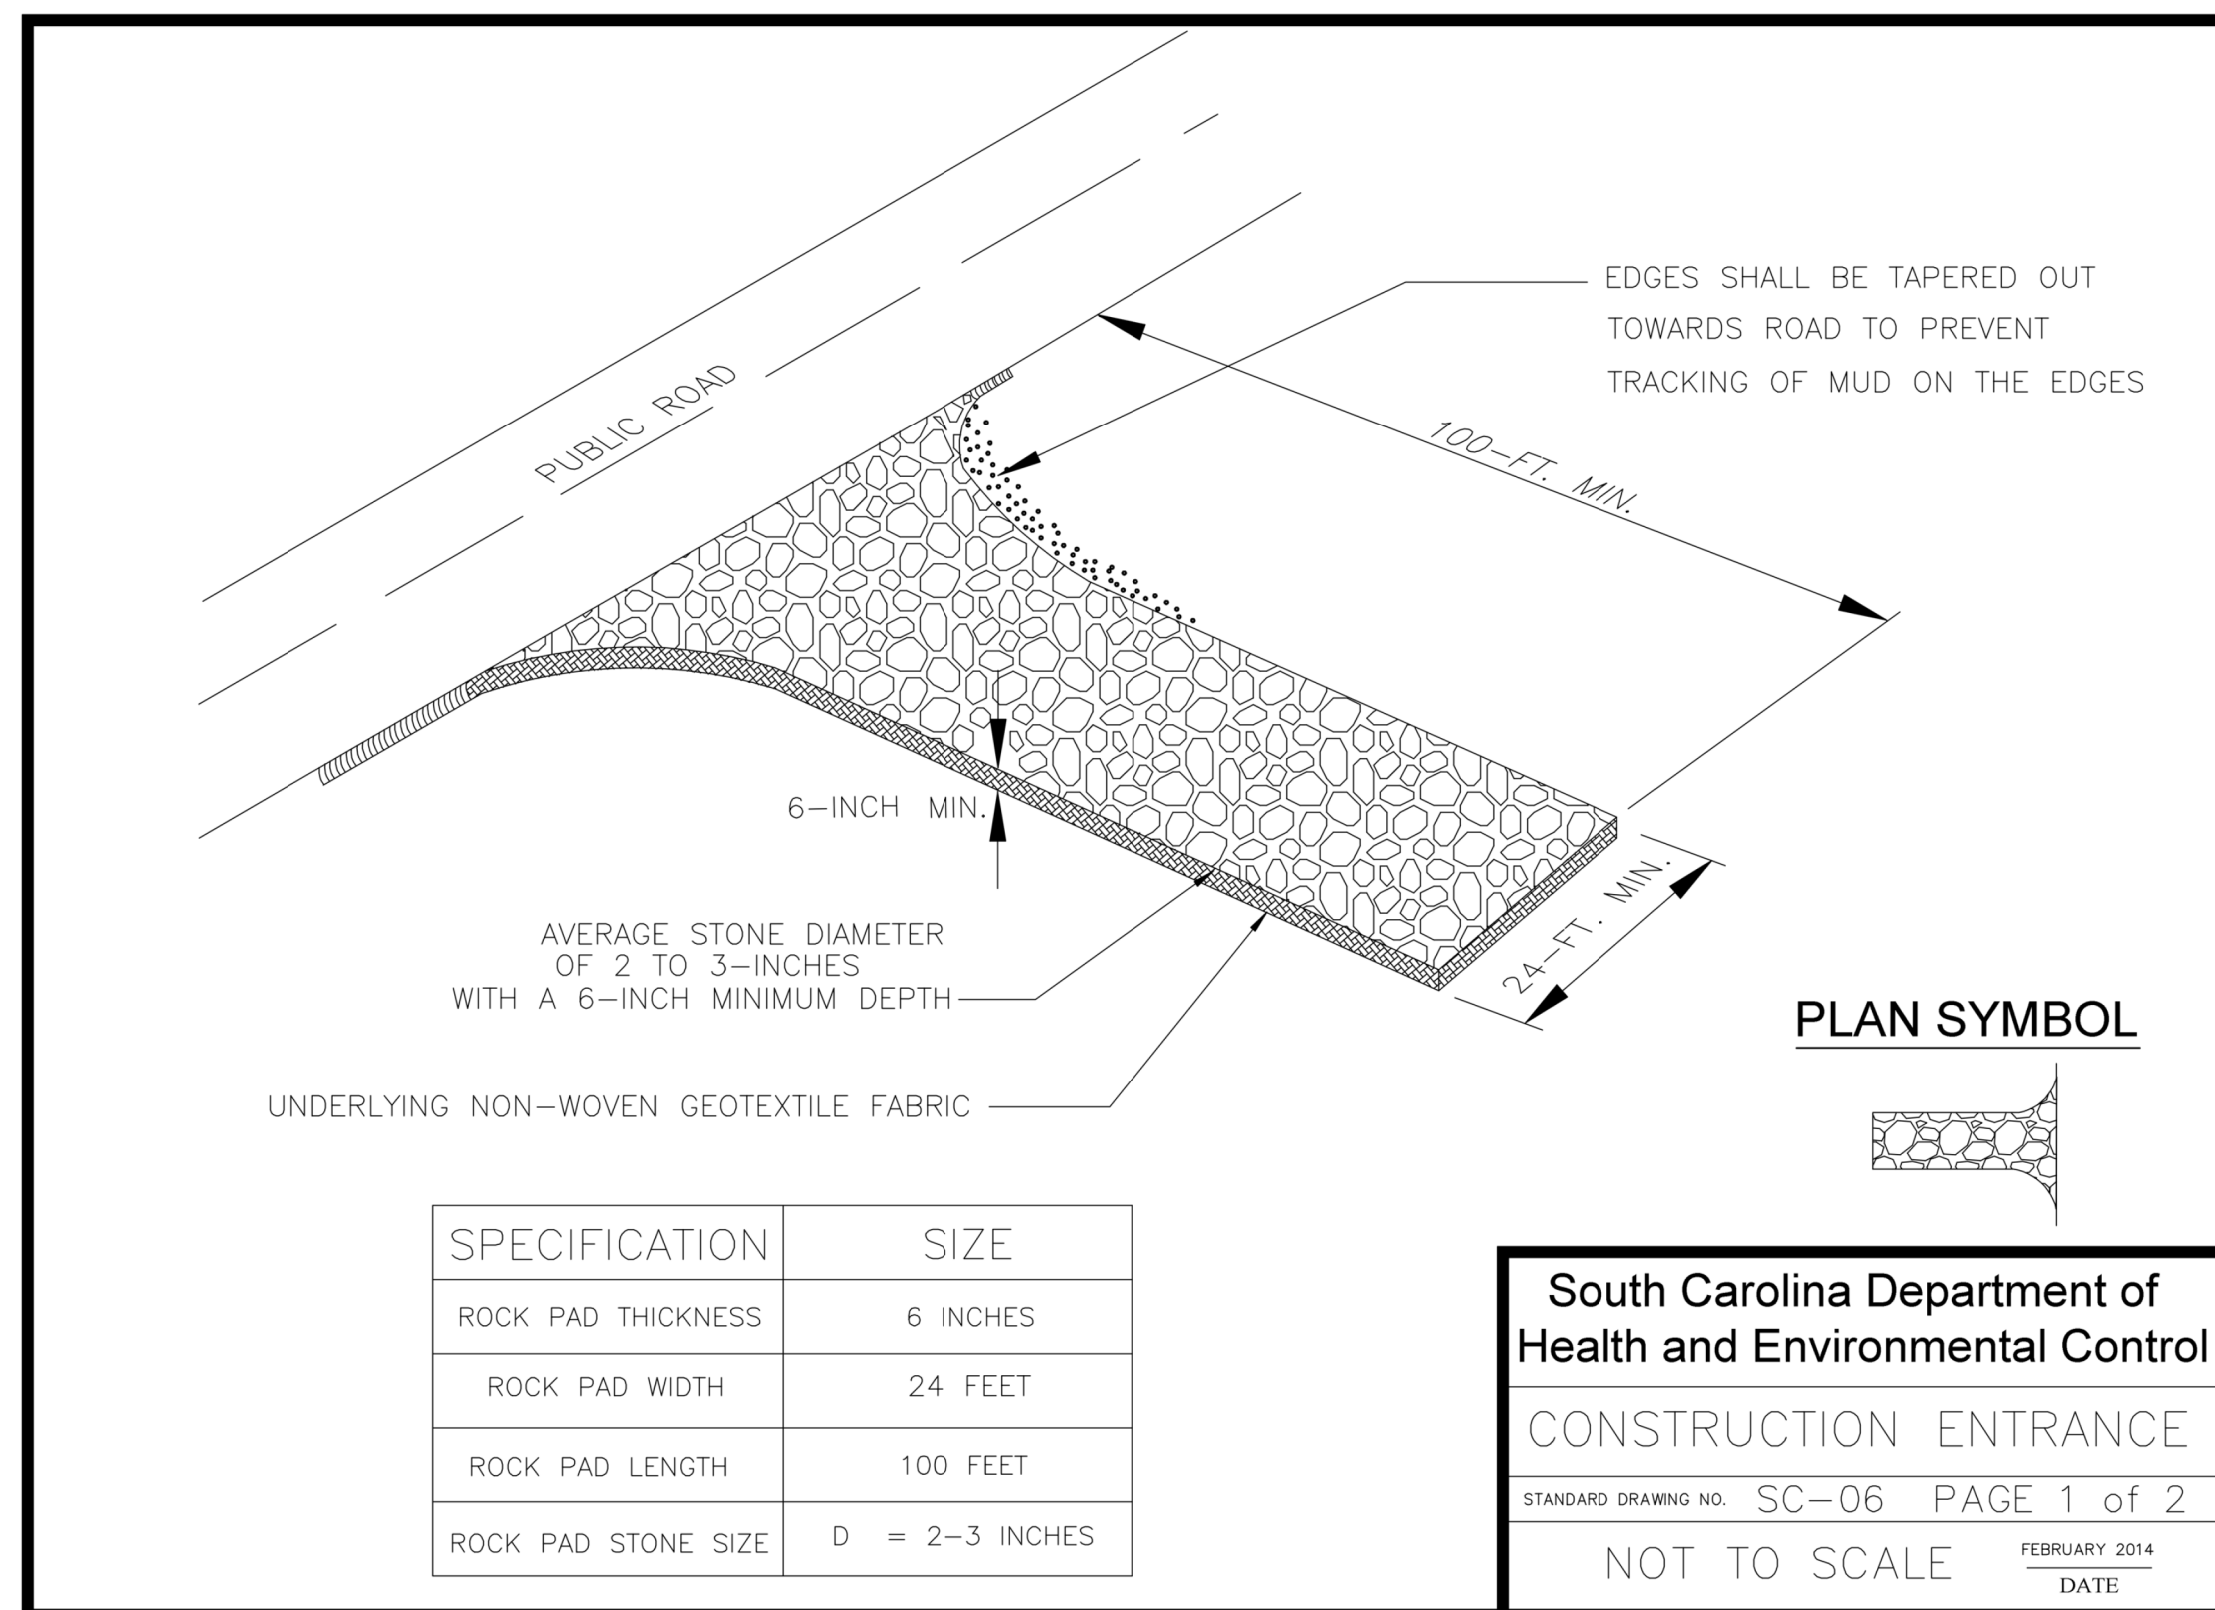 EDGES SHALL BE TAPERED OUT
TOWARDS ROAD TO PREVENT
TRACKING OF MUD ON THE EDGES
PUBLIC ROAD
100-FT. MIN.
6-INCH MIN.
24-FT. MIN.
AVERAGE STONE DIAMETER
OF 2 TO 3-INCHES
WITH A 6-INCH MINIMUM DEPTH
UNDERLYING NON-WOVEN GEOTEXTILE FABRIC
PLAN SYMBOL
SPECIFICATION SIZE
ROCK PAD THICKNESS 6 INCHES
ROCK PAD WIDTH 24 FEET
ROCK PAD LENGTH 100 FEET
ROCK PAD STONE SIZE D = 2-3 INCHES
South Carolina Department of
Health and Environmental Control
CONSTRUCTION ENTRANCE
STANDARD DRAWING NO. SC-06 PAGE 1 of 2
NOT TO SCALE FEBRUARY 2014
DATE